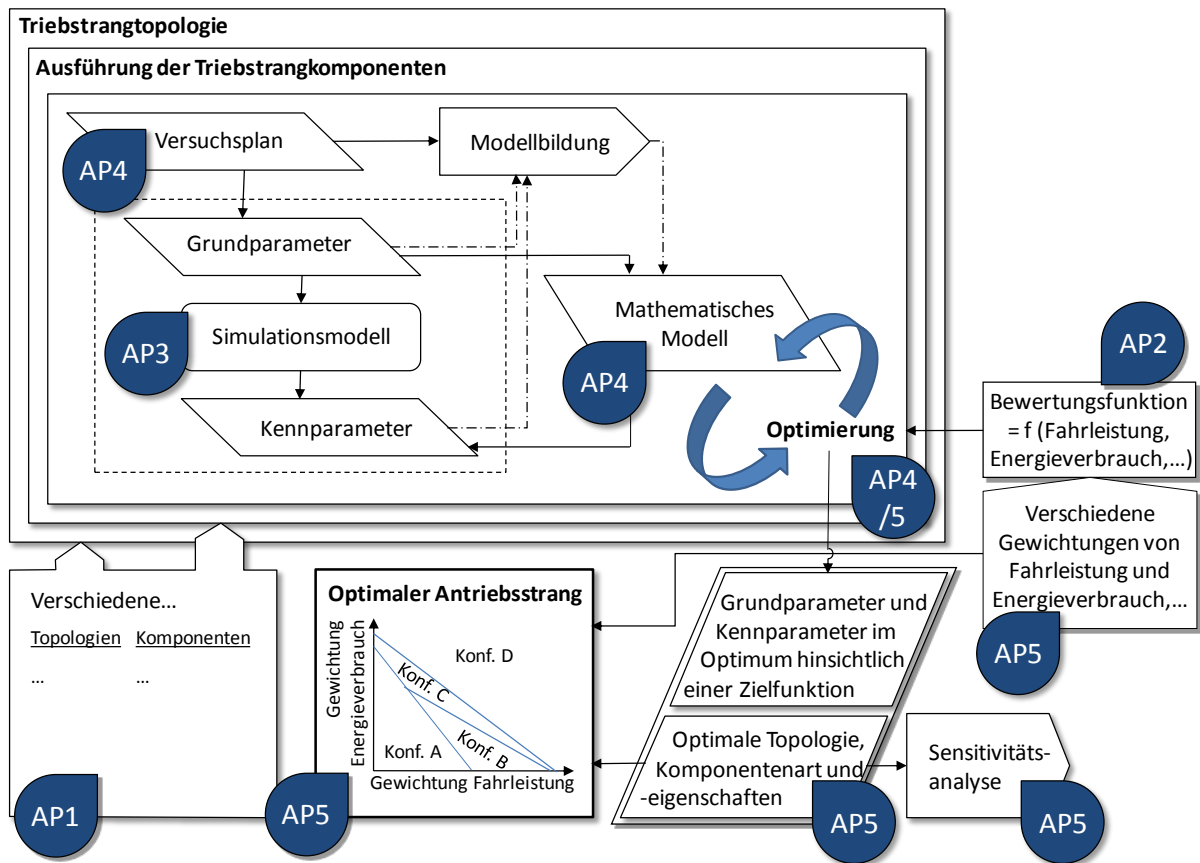 Triebstrangtopologie
Ausführung der Triebstrangkomponenten
Versuchsplan
Modellbildung
AP4
Grundparameter
Mathematisches
Modell
Simulationsmodell
AP3
AP4
AP2
Kennparameter
Optimierung
Bewertungsfunktion
= f (Fahrleistung,
Energieverbrauch,...)
AP4
/5
Verschiedene
Gewichtungen von
Fahrleistung und
Energieverbrauch,...
AP5
Verschiedene...
Topologien Komponenten
... ...
AP1
Optimaler Antriebsstrang
Gewichtung
Energieverbrauch
Konf. D
Konf. C
Konf. B
Konf. A
Gewichtung Fahrleistung
AP5
Grundparameter und
Kennparameter im
Optimum hinsichtlich
einer Zielfunktion
Optimale Topologie,
Komponentenart und
-eigenschaften
AP5
Sensitivitäts-
analyse
AP5